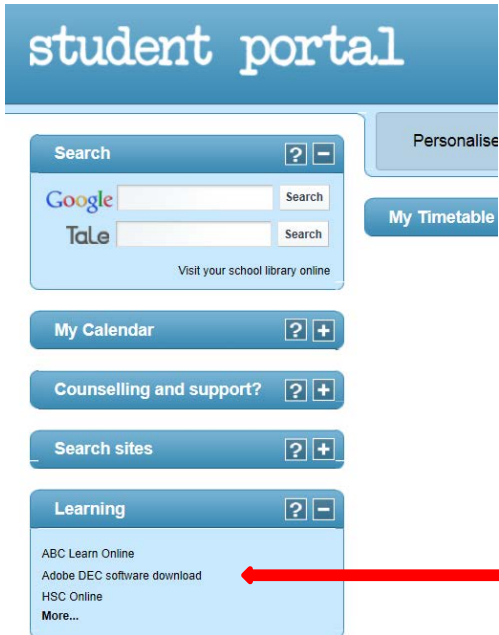 student portal
Personalise
Search ? -
Google Search
TaLe Search
Visit your school library online
My Timetable
My Calendar ? +
Counselling and support? ? +
Search sites ? +
Learning ? -
ABC Learn Online
Adobe DEC software download
HSC Online
More...